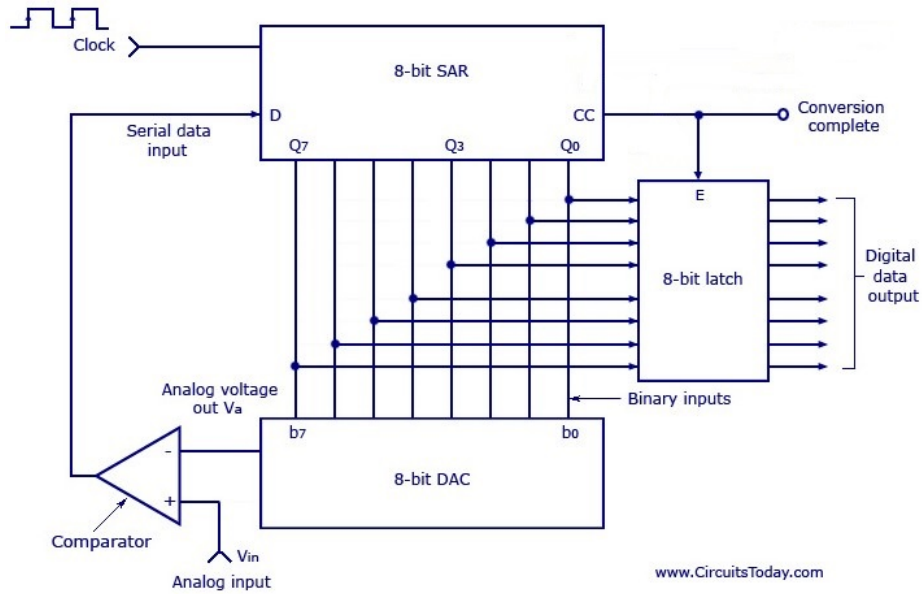 Clock
8-bit SAR
D
CC
Conversion
complete
Serial data
input
Q7
Q3
Q0
E
8-bit latch
Digital
data
output
Analog voltage
out Va
Binary inputs
b7
b0
-
8-bit DAC
+
Comparator
Vin
Analog input
www.CircuitsToday.com